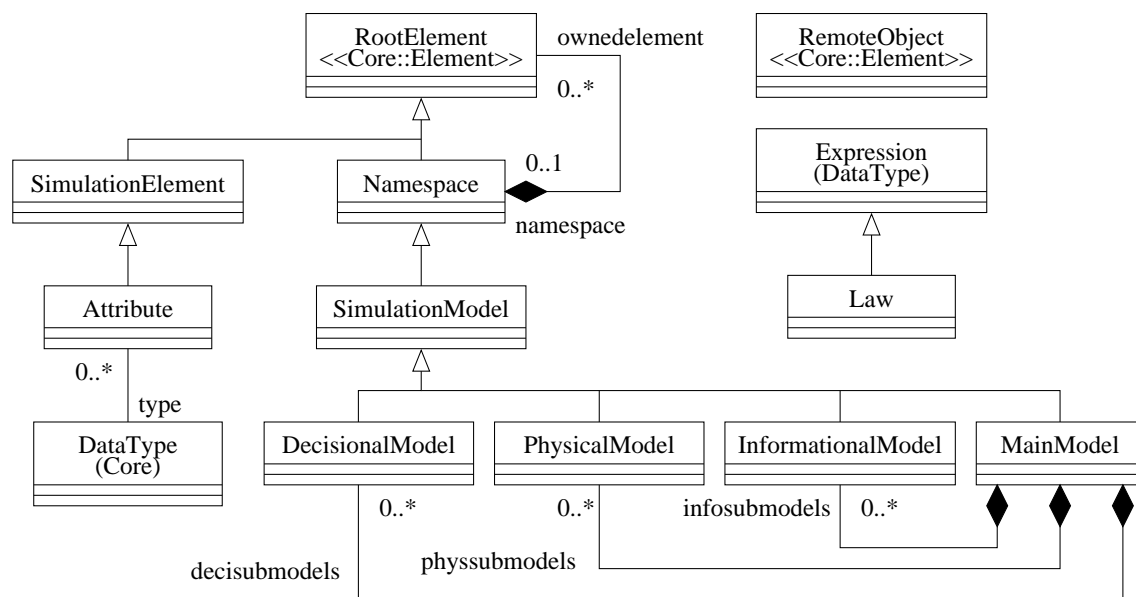 RootElement
<<Core::Element>>
ownedelement
0..*
RemoteObject
<<Core::Element>>
SimulationElement
Namespace
0..1
namespace
Expression
(DataType)
Attribute
SimulationModel
Law
0..*
type
DataType
(Core)
DecisionalModel
PhysicalModel
InformationalModel
MainModel
0..*
0..*
infosubmodels
0..*
decisubmodels
physsubmodels